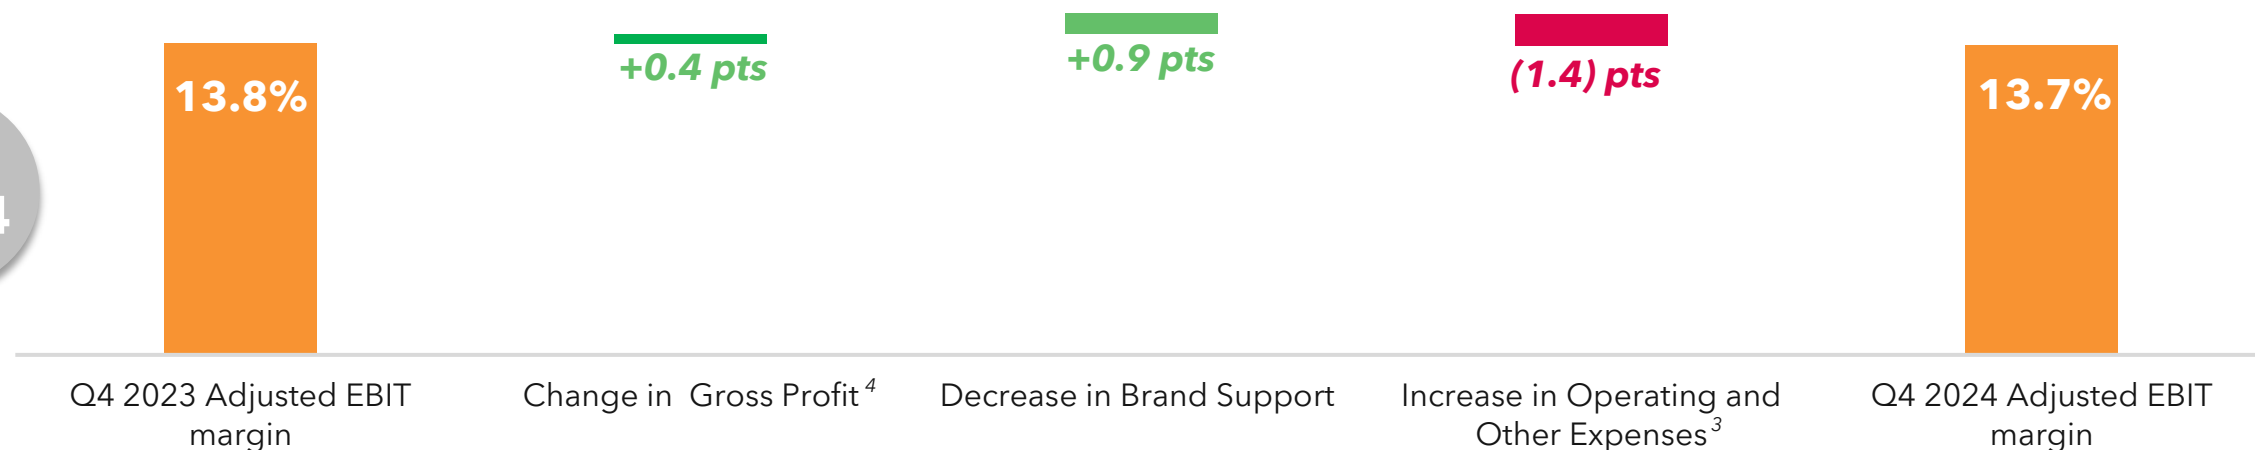 13.8%
+0.4 pts
+0.9 pts
(1.4) pts
13.7%
4
Q4 2023 Adjusted EBIT
margin
Change in Gross Profit 4
Decrease in Brand Support
Increase in Operating and
Other Expenses 3
Q4 2024 Adjusted EBIT
margin